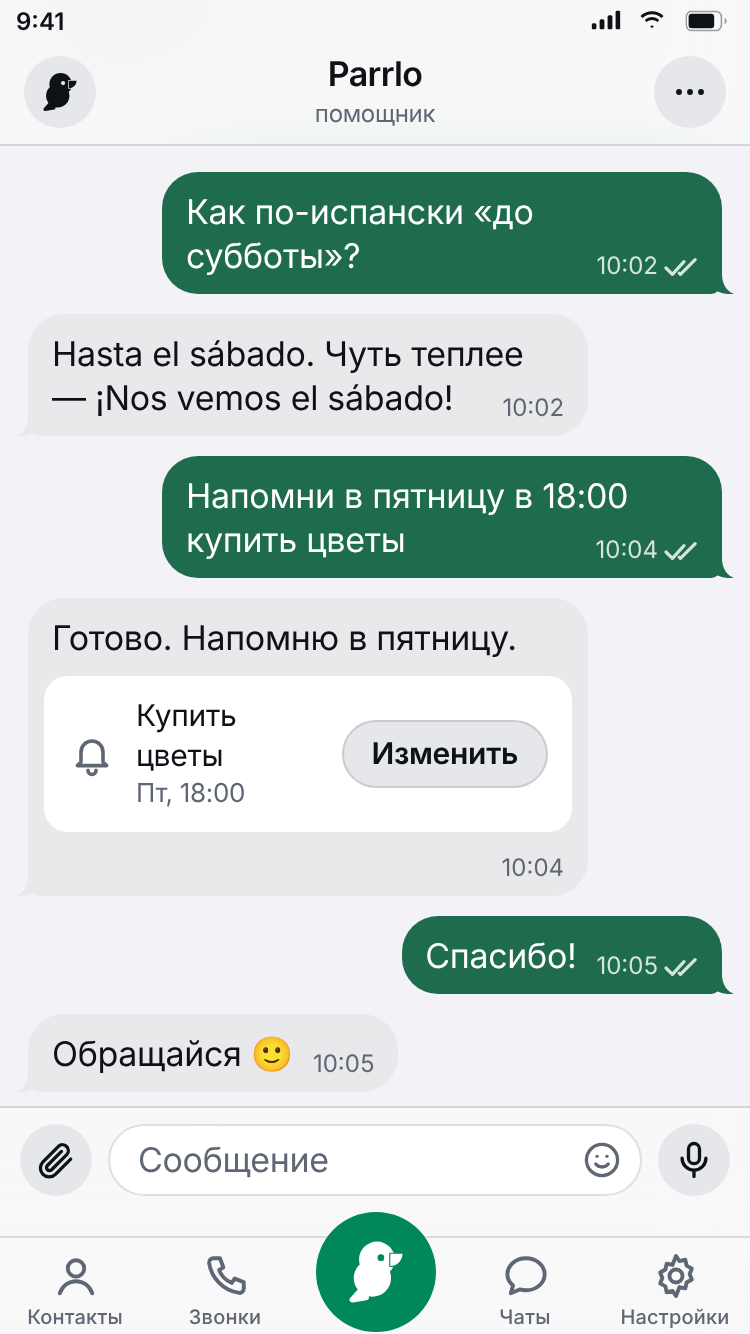 9:41
Parrlo
помощник
Как по-испански «до
субботы»?
10:02
Hasta el sábado. Чуть теплее
— ¡Nos vemos el sábado!
10:02
Напомни в пятницу в 18:00
купить цветы
10:04
Готово. Напомню в пятницу.
Купить
цветы
Пт, 18:00
Изменить
10:04
Спасибо!
10:05
Обращайся 🙂
10:05
Сообщение
Контакты
Звонки
Чаты
Настройки